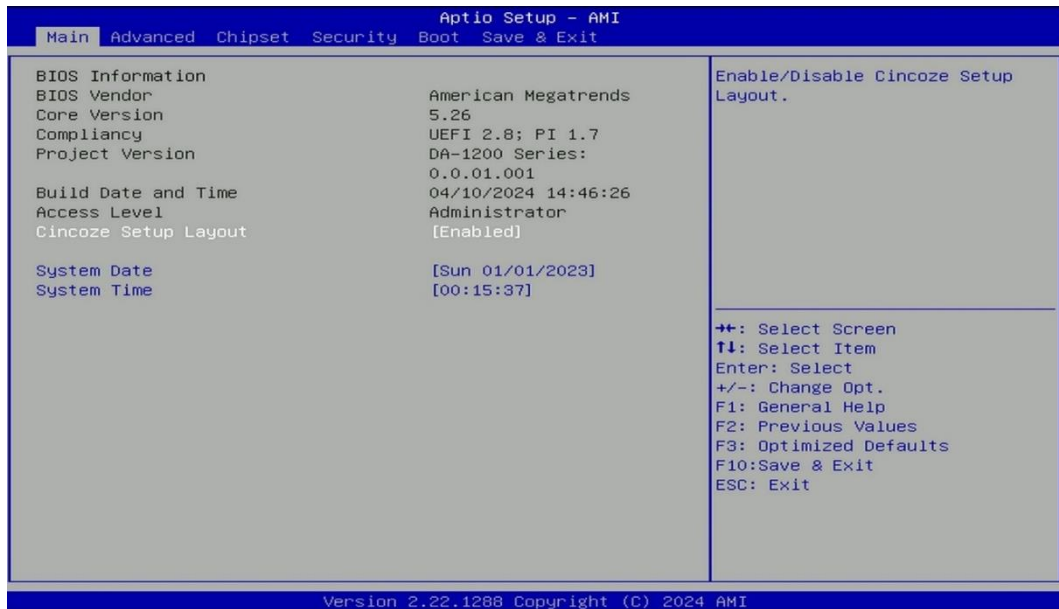 Aptio Setup – AMI
Main Advanced Chipset Security Boot Save & Exit
BIOS Information
BIOS Vendor American Megatrends
Core Version 5.26
Compliancy UEFI 2.8; PI 1.7
Project Version DA-1200 Series:
0.0.01.001
Build Date and Time 04/10/2024 14:46:26
Access Level Administrator
Cincoze Setup Layout [Enabled]
System Date [Sun 01/01/2023]
System Time [00:15:37]
Enable/Disable Cincoze Setup
Layout.
→←: Select Screen
↑↓: Select Item
Enter: Select
+/-: Change Opt.
F1: General Help
F2: Previous Values
F3: Optimized Defaults
F10:Save & Exit
ESC: Exit
Version 2.22.1288 Copyright (C) 2024 AMI